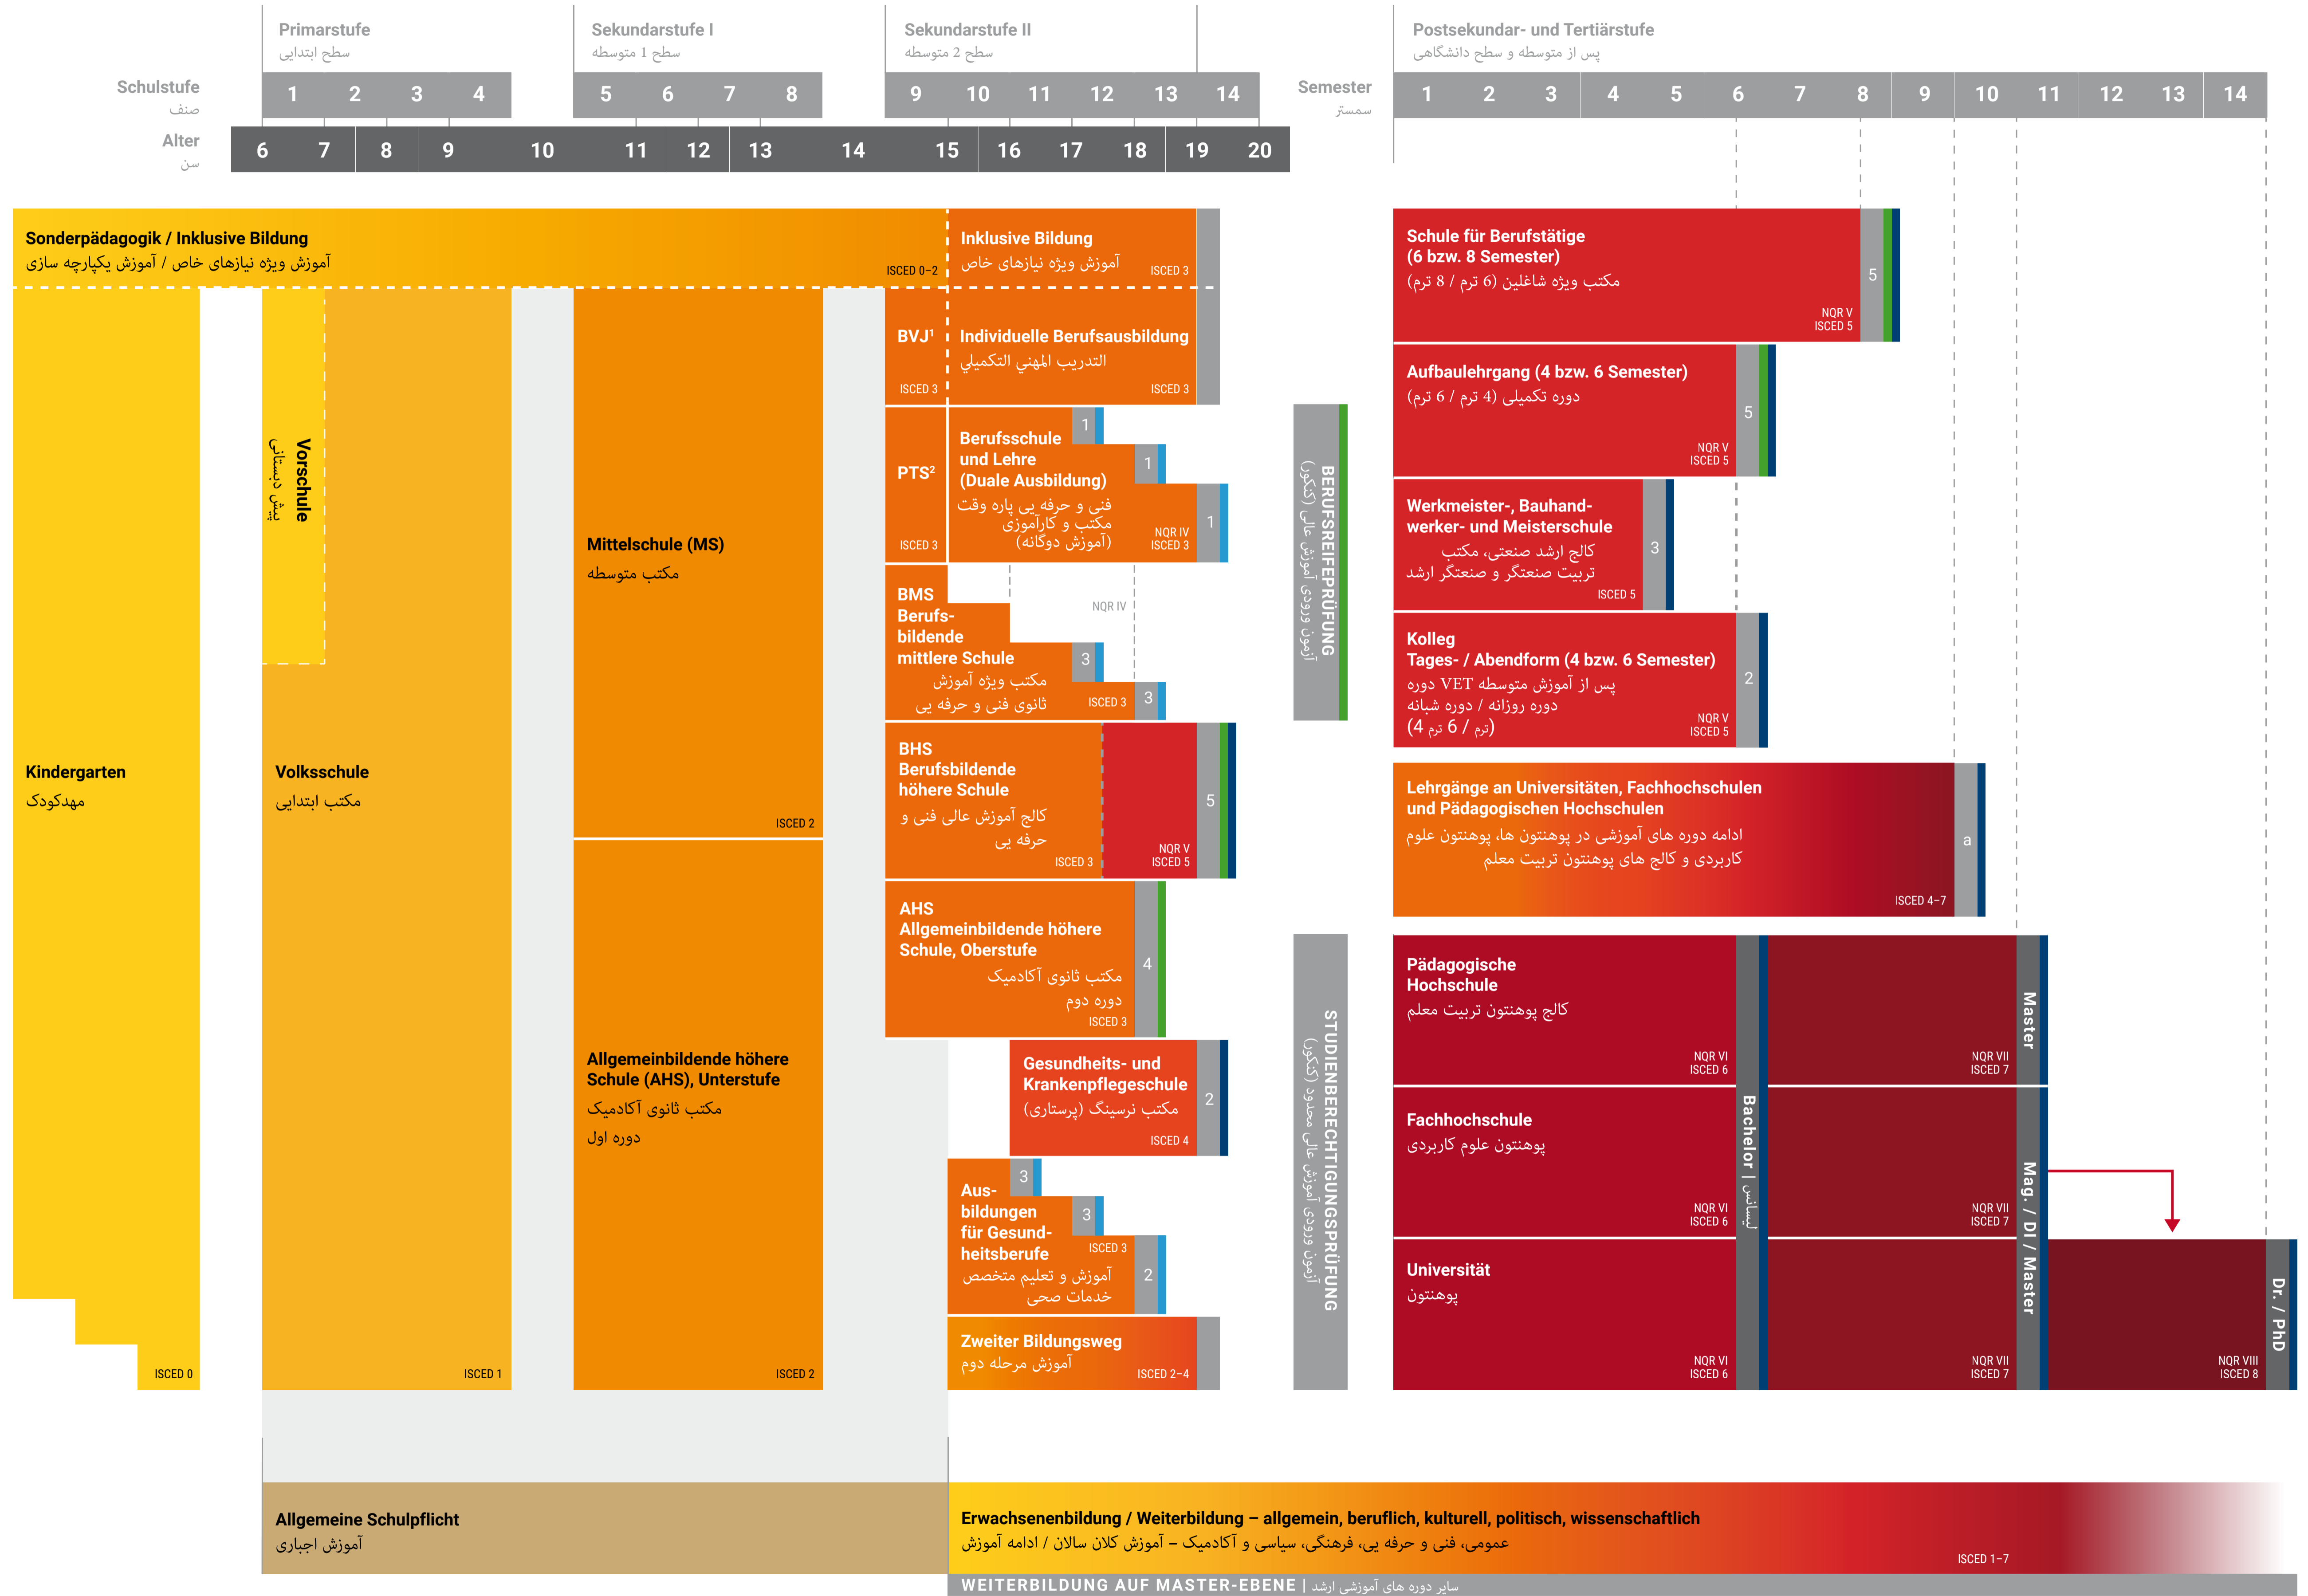 Primarstufe
سطح ابتدایی
Sekundarstufe I
سطح 1 متوسطه
Sekundarstufe II
سطح 2 متوسطه
Postsekundar- und Tertiärstufe
پس از متوسطه و سطح دانشگاهی
Schulstufe
صنف
1 2 3 4 5 6 7 8 9 10 11 12 13 14
Semester
سمستر
1 2 3 4 5 6 7 8 9 10 11 12 13 14
Alter
سن
6 7 8 9 10 11 12 13 14 15 16 17 18 19 20
Sonderpädagogik / Inklusive Bildung
آموزش ویژه نیازهای خاص / آموزش یکپارچه سازی
ISCED 0–2
Inklusive Bildung
آموزش ویژه نیازهای خاص
ISCED 3
Kindergarten
مهدکودک
ISCED 0
Vorschule
پیش دبستانی
Volksschule
مکتب ابتدایی
ISCED 1
Mittelschule (MS)
مکتب متوسطه
ISCED 2
Allgemeinbildende höhere
Schule (AHS), Unterstufe
مکتب ثانوی آکادمیک
دوره اول
ISCED 2
BVJ¹
ISCED 3
Individuelle Berufsausbildung
التدريب المهني التكميلي
ISCED 3
PTS²
ISCED 3
Berufsschule
und Lehre
(Duale Ausbildung)
فنی و حرفه یی پاره وقت
مکتب و کارآموزی
(آموزش دوگانه)
NQR IV
ISCED 3
1
1
1
BMS
Berufs-
bildende
mittlere Schule
مکتب ویژه آموزش
ثانوی فنی و حرفه یی
ISCED 3
NQR IV
3
3
BHS
Berufsbildende
höhere Schule
کالج آموزش عالی فنی و
حرفه یی
ISCED 3
NQR V
ISCED 5
5
AHS
Allgemeinbildende höhere
Schule, Oberstufe
مکتب ثانوی آکادمیک
دوره دوم
ISCED 3
4
Gesundheits- und
Krankenpflegeschule
مکتب نرسینگ (پرستاری)
ISCED 4
2
Aus-
bildungen
für Gesund-
heitsberufe
آموزش و تعلیم متخصص
خدمات صحی
ISCED 3
3
3
2
Zweiter Bildungsweg
آموزش مرحله دوم
ISCED 2–4
BERUFSREIFEPRÜFUNG
آزمون ورودی آموزش عالی (کنکور)
STUDIENBERECHTIGUNGSPRÜFUNG
آزمون ورودی آموزش عالی محدود (کنکور)
Schule für Berufstätige
(6 bzw. 8 Semester)
مکتب ویژه شاغلین (6 ترم / 8 ترم)
NQR V
ISCED 5
5
Aufbaulehrgang (4 bzw. 6 Semester)
دوره تکمیلی (4 ترم / 6 ترم)
NQR V
ISCED 5
5
Werkmeister-, Bauhand-
werker- und Meisterschule
کالج ارشد صنعتی، مکتب
تربیت صنعتگر و صنعتگر ارشد
ISCED 5
3
Kolleg
Tages- / Abendform (4 bzw. 6 Semester)
پس از آموزش متوسطه VET دوره
دوره روزانه / دوره شبانه
(ترم / 6 ترم 4)
NQR V
ISCED 5
2
Lehrgänge an Universitäten, Fachhochschulen
und Pädagogischen Hochschulen
ادامه دوره های آموزشی در پوهنتون ها، پوهنتون علوم
کاربردی و کالج های پوهنتون تربیت معلم
ISCED 4–7
a
Pädagogische
Hochschule
کالج پوهنتون تربیت معلم
NQR VI
ISCED 6
NQR VII
ISCED 7
Master
Fachhochschule
پوهنتون علوم کاربردی
NQR VI
ISCED 6
Bachelor | لیسانس
NQR VII
ISCED 7
Mag. / DI / Master
Universität
پوهنتون
NQR VI
ISCED 6
NQR VII
ISCED 7
NQR VIII
ISCED 8
Dr. / PhD
Allgemeine Schulpflicht
آموزش اجباری
Erwachsenenbildung / Weiterbildung – allgemein, beruflich, kulturell, politisch, wissenschaftlich
عمومی، فنی و حرفه یی، فرهنگی، سیاسی و آکادمیک – آموزش کلان سالان / ادامه آموزش
ISCED 1–7
WEITERBILDUNG AUF MASTER-EBENE | سایر دوره های آموزشی ارشد